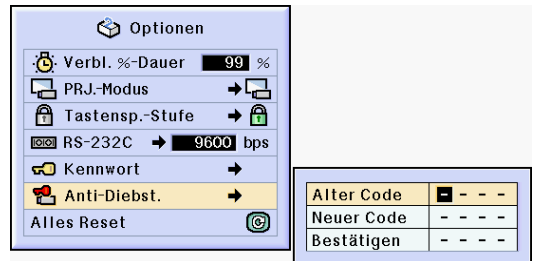 Optionen
Verbl. %-Dauer 99 %
PRJ.-Modus
Tastensp.-Stufe
RS-232C 9600 bps
Kennwort
Anti-Diebst.
Alles Reset
Alter Code - - - -
Neuer Code - - - -
Bestätigen - - - -